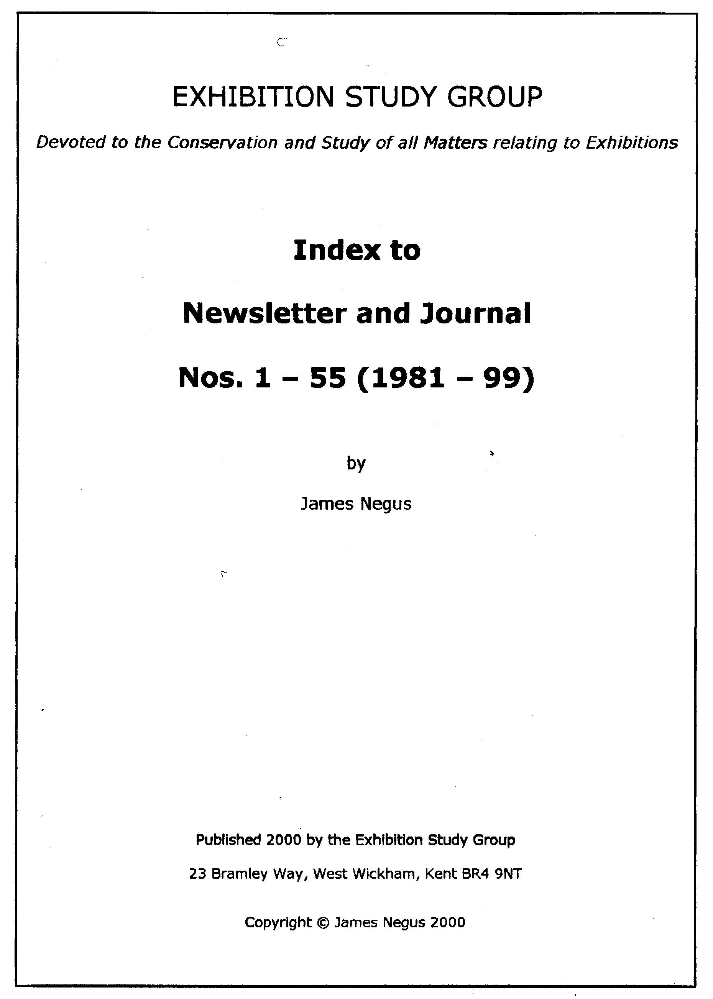 EXHIBITION STUDY GROUP
Devoted to the Conservation and Study of all Matters relating to Exhibitions
Index to
Newsletter and Journal
Nos. 1 – 55 (1981 – 99)
by
James Negus
Published 2000 by the Exhibition Study Group
23 Bramley Way, West Wickham, Kent BR4 9NT
Copyright © James Negus 2000